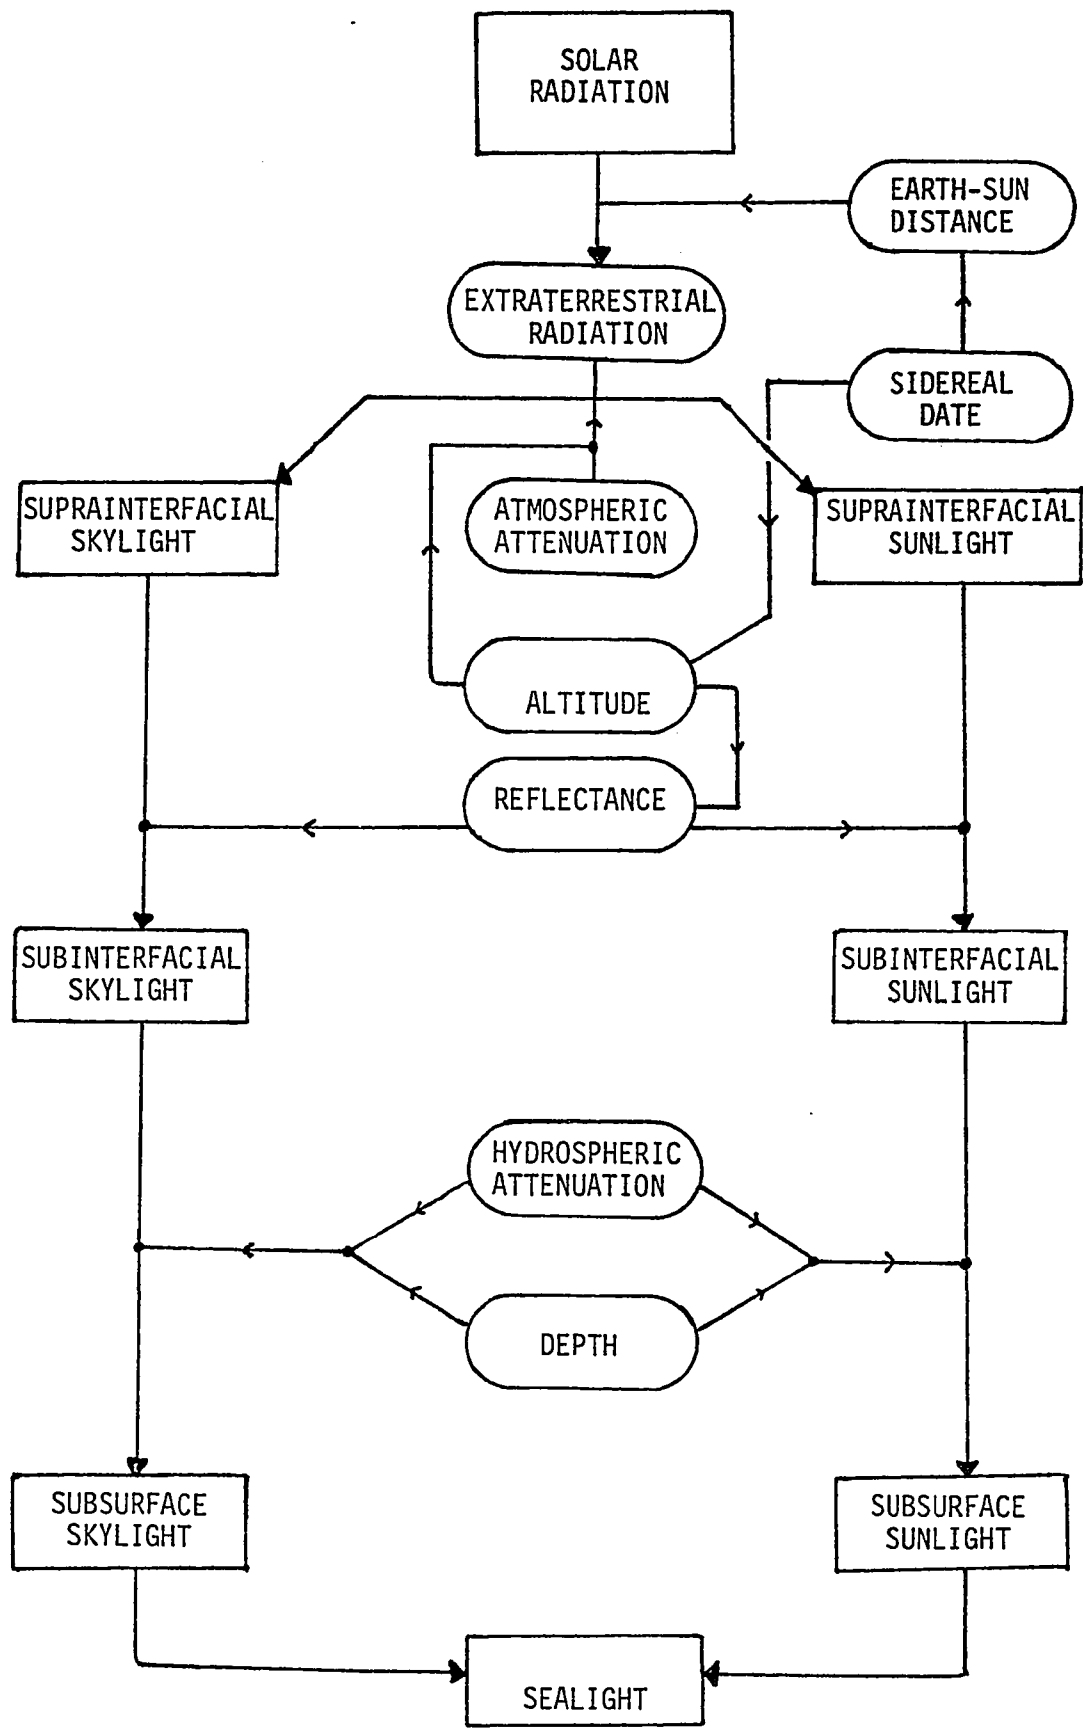 SOLAR
RADIATION
EARTH-SUN
DISTANCE
EXTRATERRESTRIAL
RADIATION
SIDEREAL
DATE
SUPRAINTERFACIAL
SKYLIGHT
ATMOSPHERIC
ATTENUATION
SUPRAINTERFACIAL
SUNLIGHT
ALTITUDE
REFLECTANCE
SUBINTERFACIAL
SKYLIGHT
SUBINTERFACIAL
SUNLIGHT
HYDROSPHERIC
ATTENUATION
DEPTH
SUBSURFACE
SKYLIGHT
SUBSURFACE
SUNLIGHT
SEALIGHT